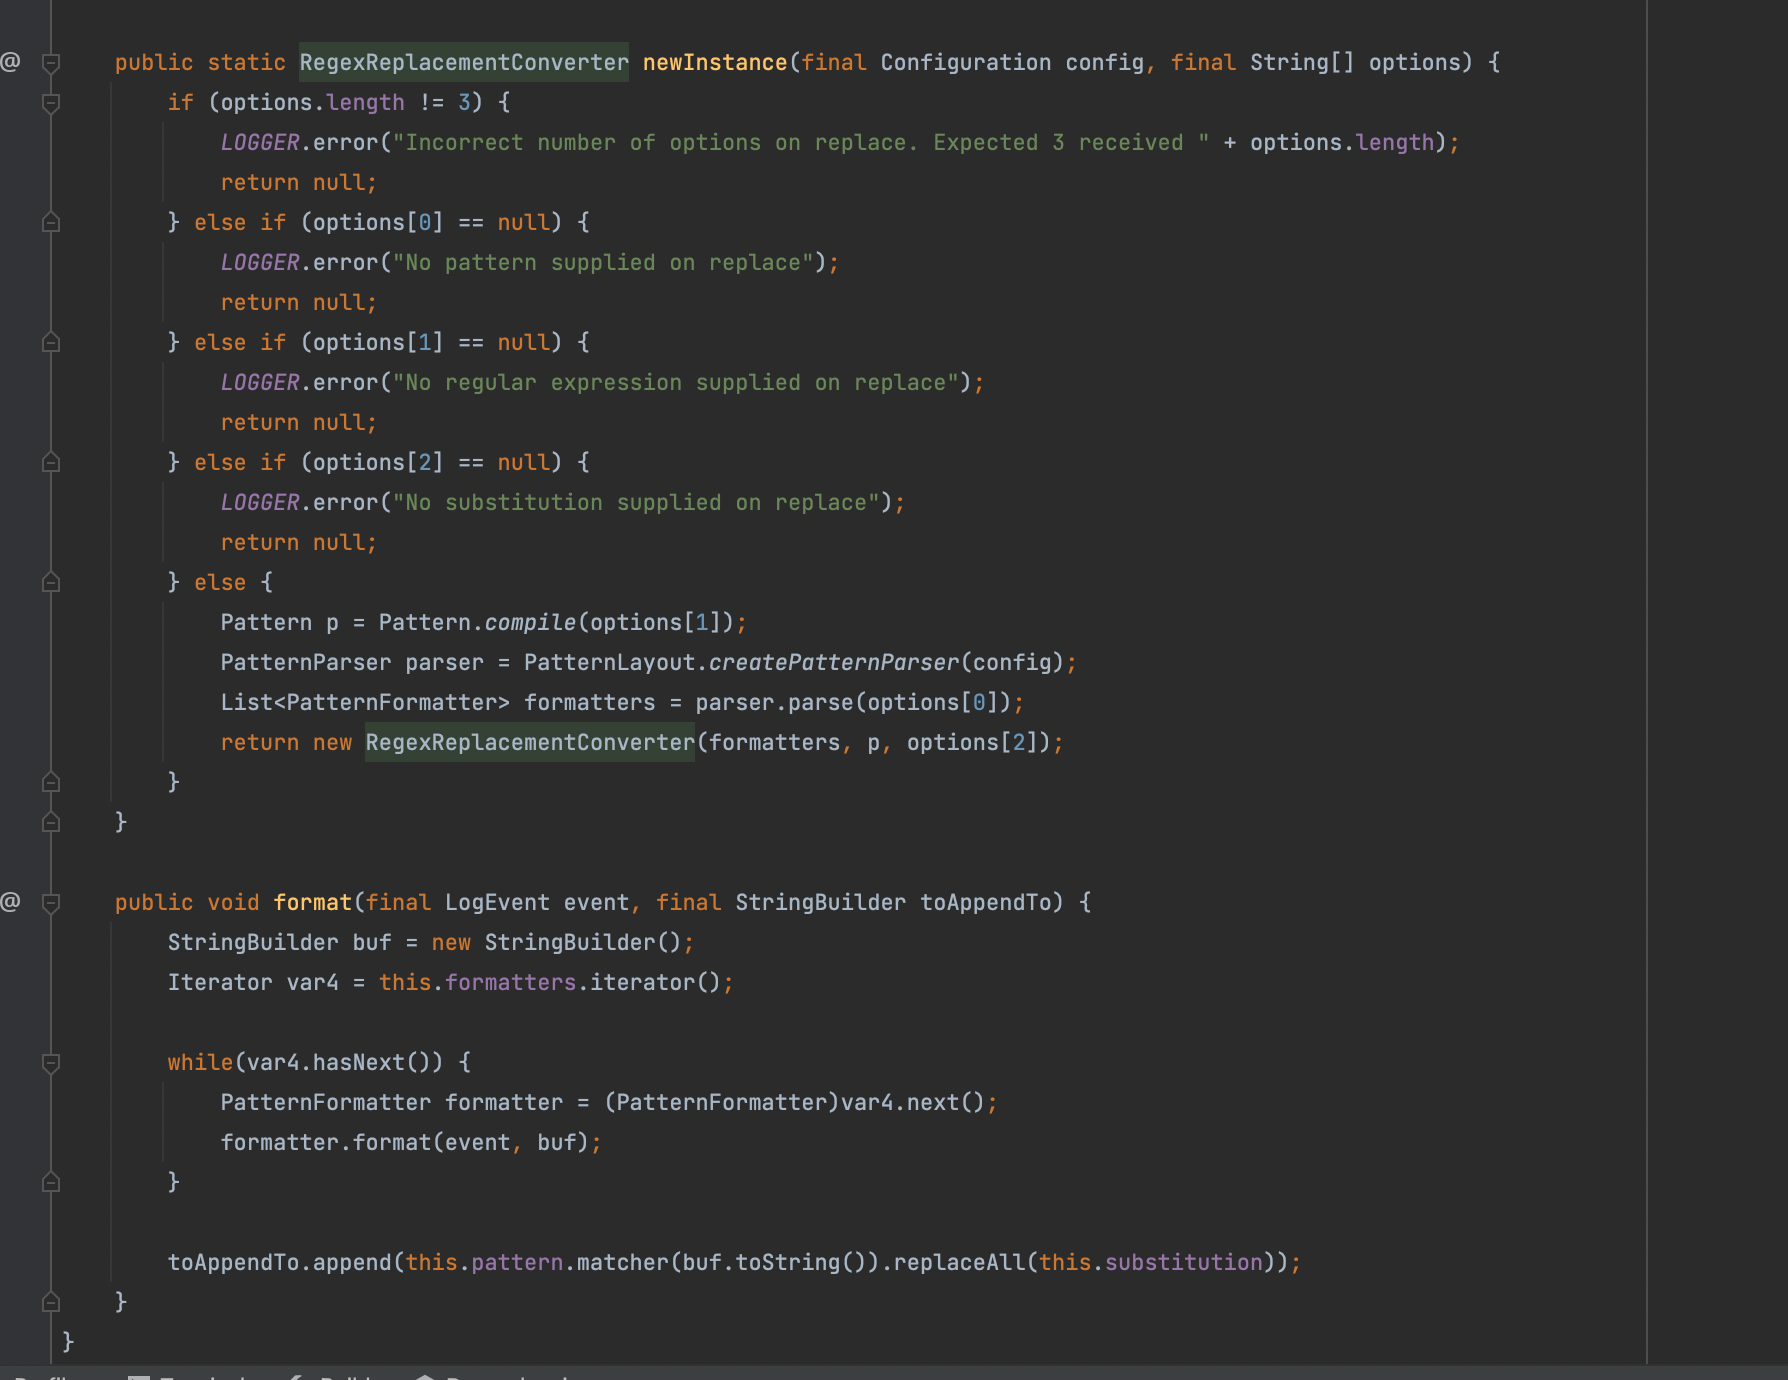 @ public static RegexReplacementConverter newInstance(final Configuration config, final String[] options) {
if (options.length != 3) {
LOGGER.error("Incorrect number of options on replace. Expected 3 received " + options.length);
return null;
} else if (options[0] == null) {
LOGGER.error("No pattern supplied on replace");
return null;
} else if (options[1] == null) {
LOGGER.error("No regular expression supplied on replace");
return null;
} else if (options[2] == null) {
LOGGER.error("No substitution supplied on replace");
return null;
} else {
Pattern p = Pattern.compile(options[1]);
PatternParser parser = PatternLayout.createPatternParser(config);
List<PatternFormatter> formatters = parser.parse(options[0]);
return new RegexReplacementConverter(formatters, p, options[2]);
}
}
@ public void format(final LogEvent event, final StringBuilder toAppendTo) {
StringBuilder buf = new StringBuilder();
Iterator var4 = this.formatters.iterator();
while(var4.hasNext()) {
PatternFormatter formatter = (PatternFormatter)var4.next();
formatter.format(event, buf);
}
toAppendTo.append(this.pattern.matcher(buf.toString()).replaceAll(this.substitution));
}
}